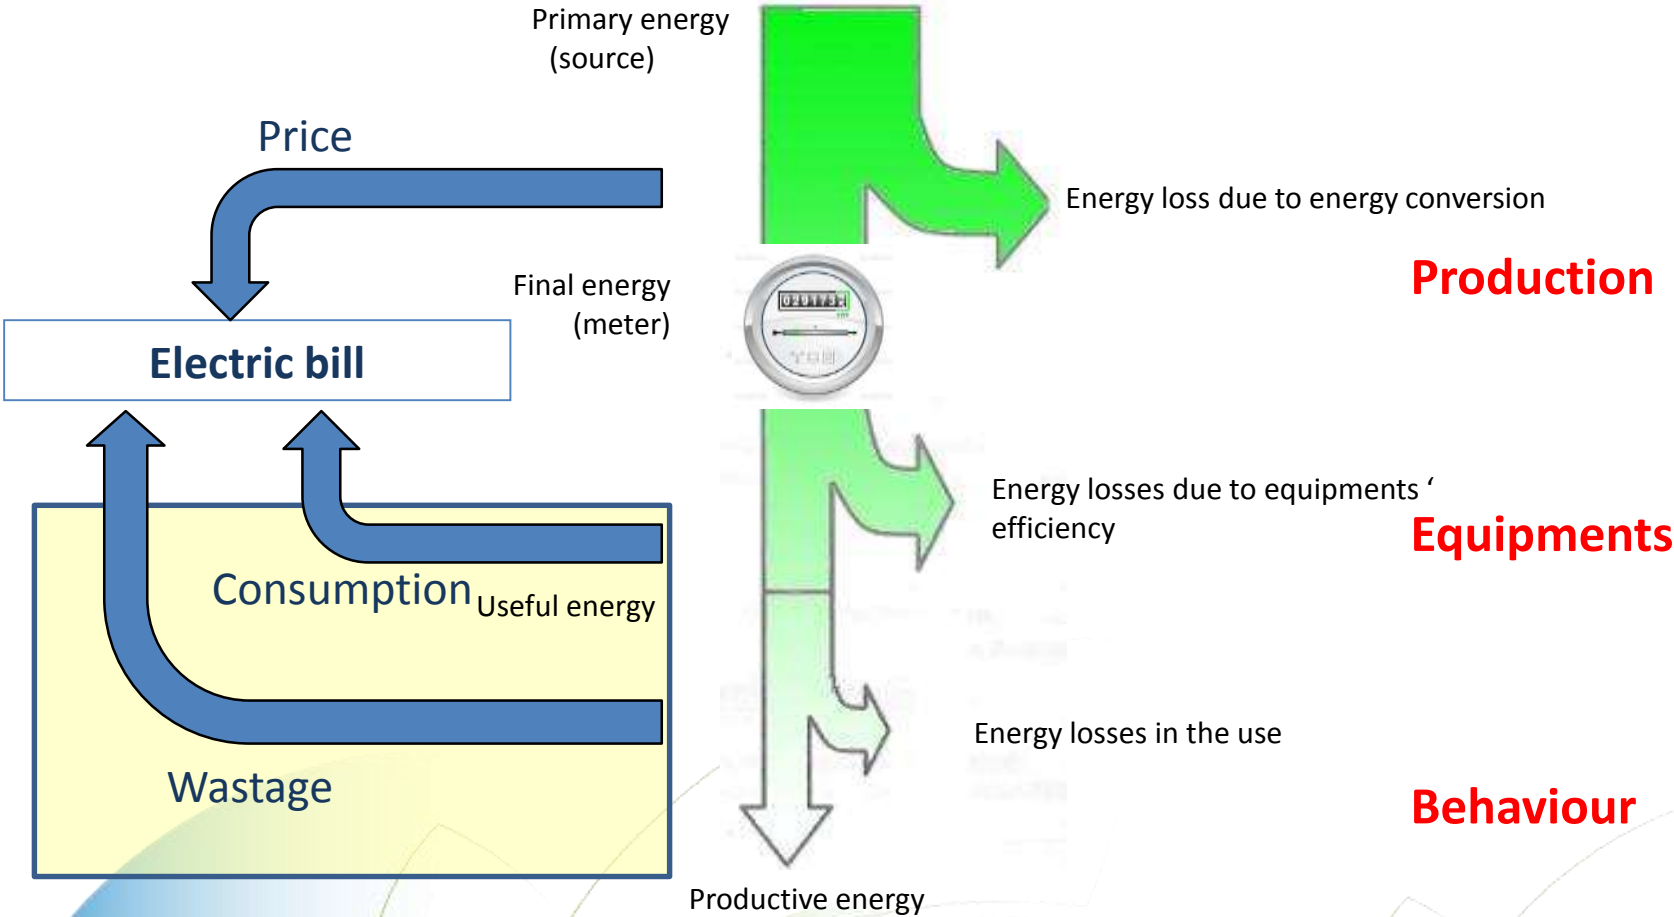 Primary energy
(source)
Price
Energy loss due to energy conversion
Production
Final energy
(meter)
Electric bill
Energy losses due to equipments ‘
efficiency
Equipments
Consumption
Useful energy
Energy losses in the use
Wastage
Behaviour
Productive energy